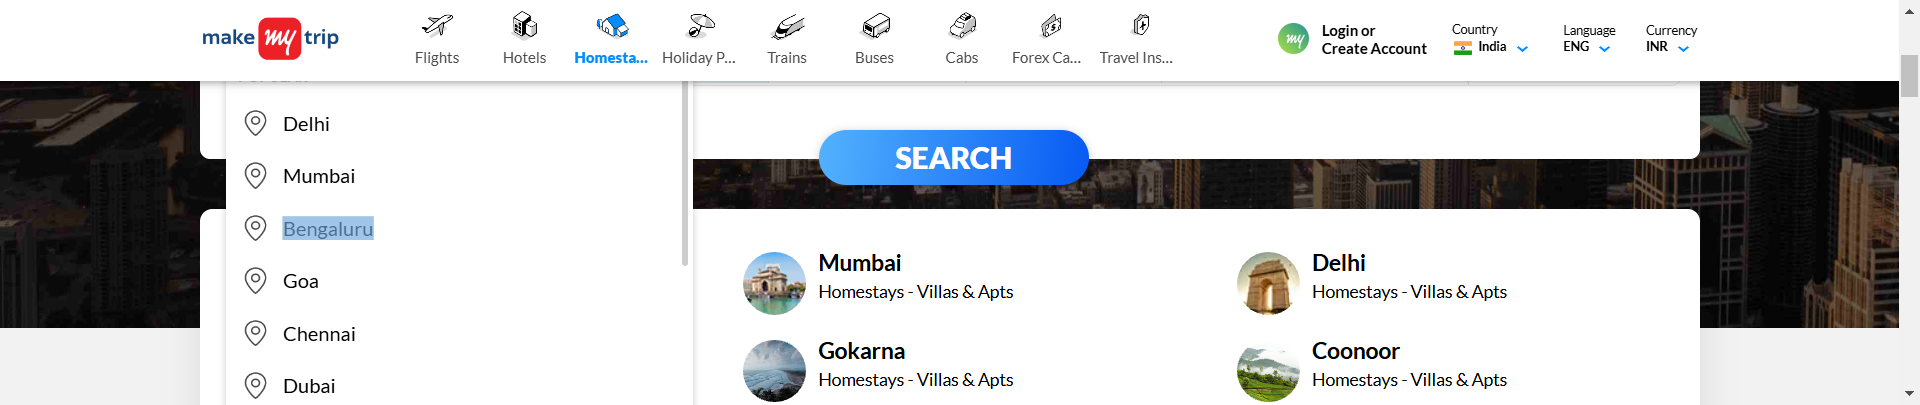 make my trip
Flights
Hotels
Homesta...
Holiday P...
Trains
Buses
Cabs
Forex Ca...
Travel Ins...
my
Login or
Create Account
Country
India
Language
ENG
Currency
INR
Delhi
Mumbai
Bengaluru
Goa
Chennai
Dubai
SEARCH
Mumbai
Homestays - Villas & Apts
Delhi
Homestays - Villas & Apts
Gokarna
Homestays - Villas & Apts
Coonoor
Homestays - Villas & Apts